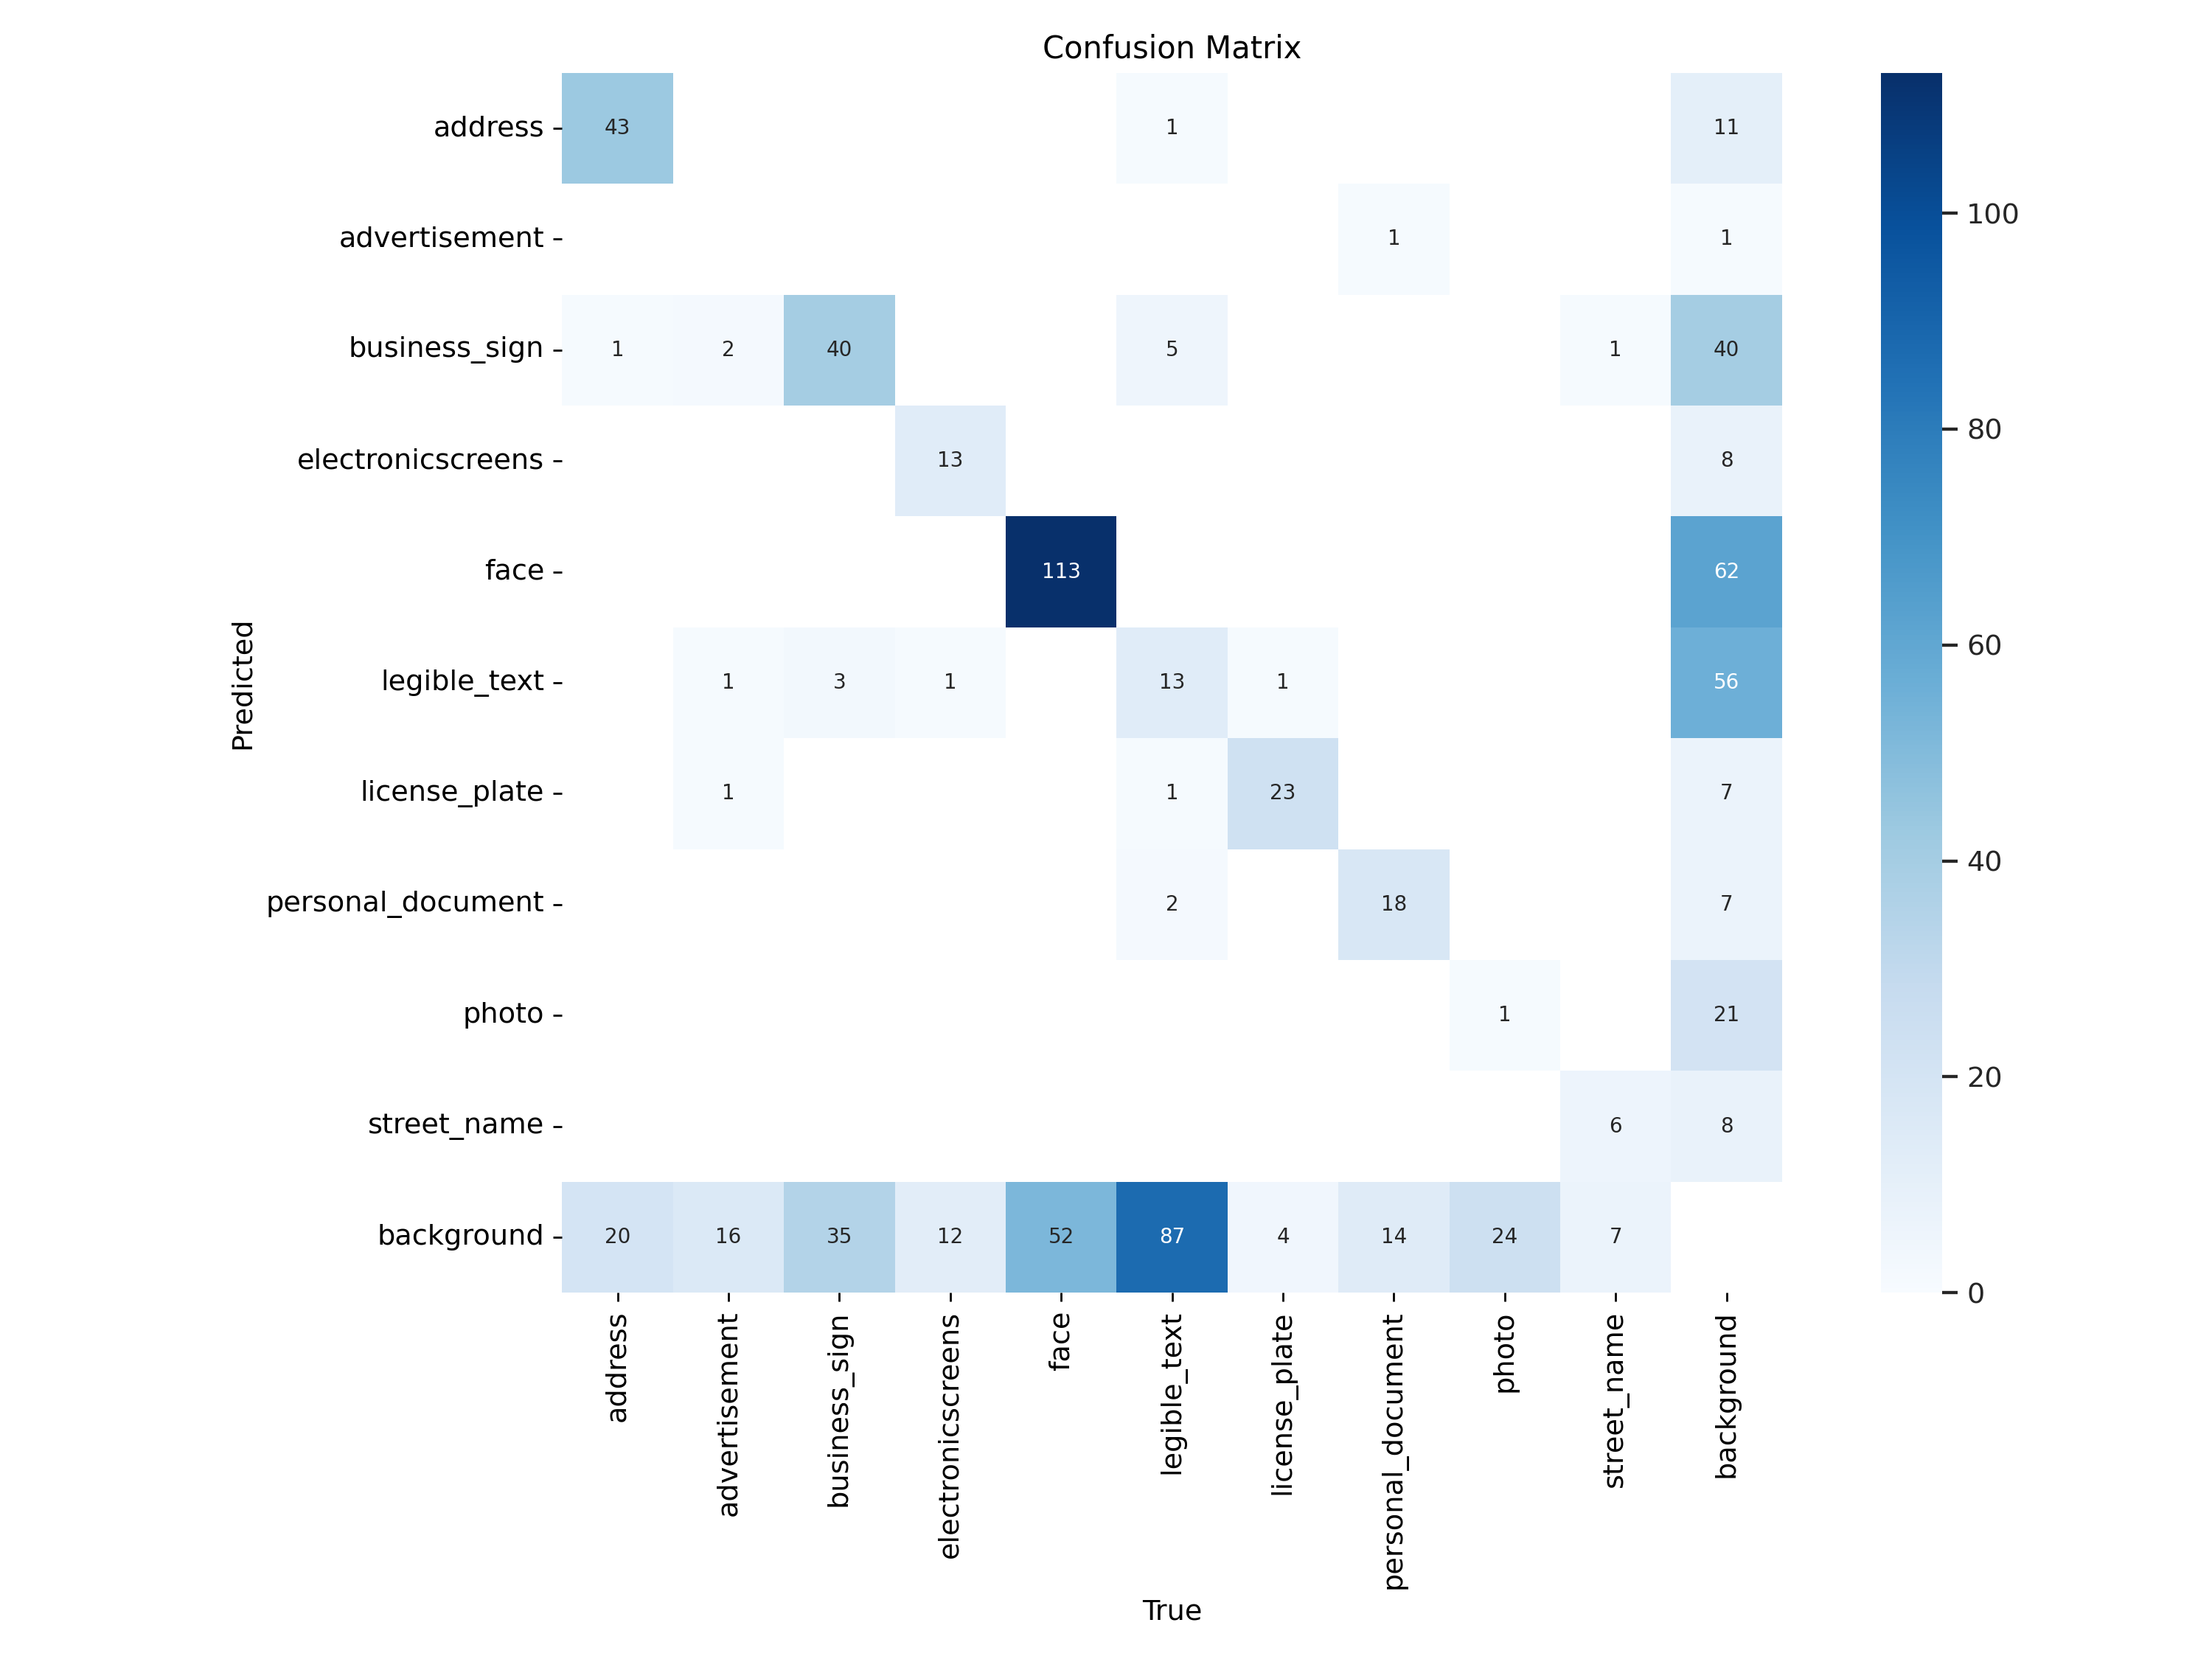 Confusion Matrix
address 43 1 11
advertisement 1 1
business_sign 1 2 40 5 1 40
electronicscreens 13 8
face 113 62
legible_text 1 3 1 13 1 56
license_plate 1 1 23 7
personal_document 2 18 7
photo 1 21
street_name 6 8
background 20 16 35 12 52 87 4 14 24 7
Predicted
address advertisement business_sign electronicscreens face legible_text license_plate personal_document photo street_name background
True
100
80
60
40
20
0